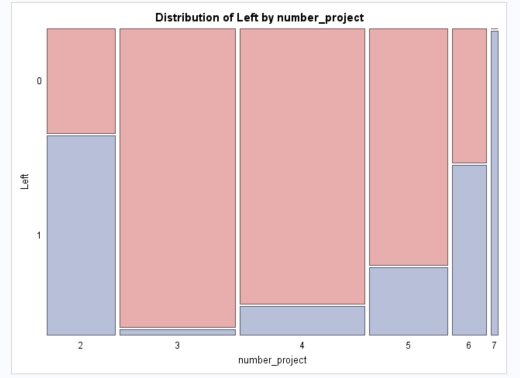 Distribution of Left by number_project
0
Left
1
2 3 4 5 6 7
number_project